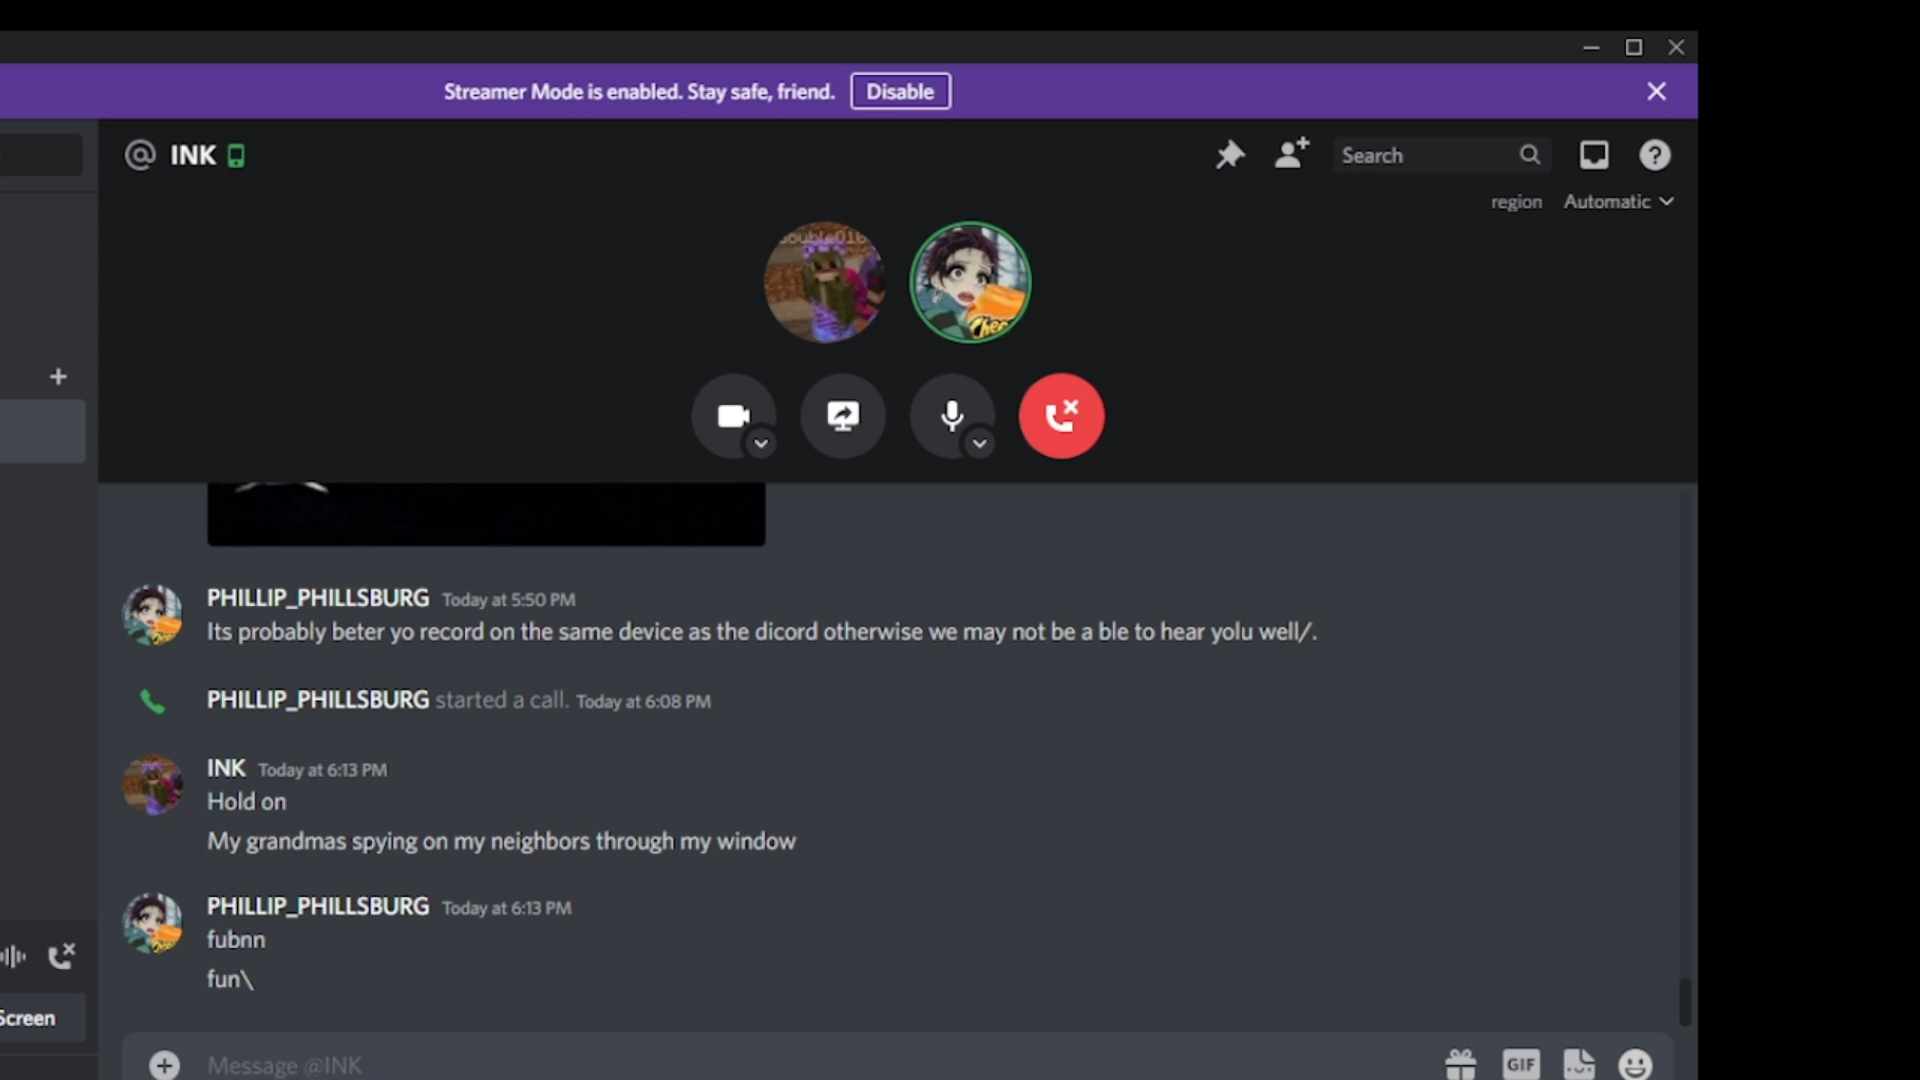 Streamer Mode is enabled. Stay safe, friend. Disable
INK
Search
region Automatic
double01b
Chee
PHILLIP_PHILLSBURG Today at 5:50 PM
Its probably beter yo record on the same device as the dicord otherwise we may not be a ble to hear yolu well/.
PHILLIP_PHILLSBURG started a call. Today at 6:08 PM
INK Today at 6:13 PM
Hold on
My grandmas spying on my neighbors through my window
PHILLIP_PHILLSBURG Today at 6:13 PM
fubnn
fun\
Screen
Message @INK
GIF